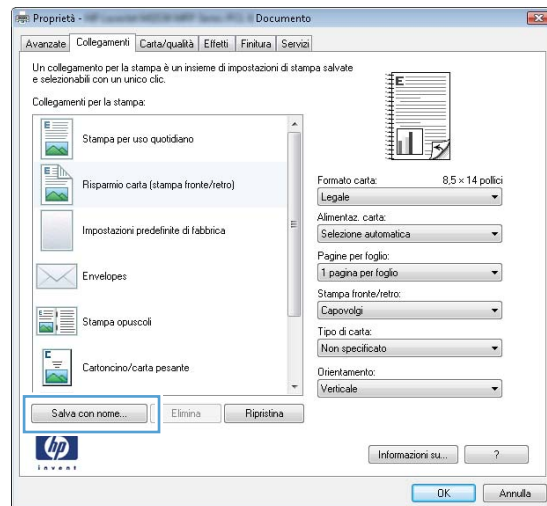 Proprietà - Documento
Avanzate Collegamenti Carta/qualità Effetti Finitura Servizi
Un collegamento per la stampa è un insieme di impostazioni di stampa salvate
e selezionabili con un unico clic.
Collegamenti per la stampa:
E
Stampa per uso quotidiano
E
Risparmio carta (stampa fronte/retro)
Impostazioni predefinite di fabbrica
Envelopes
E
Stampa opuscoli
E
Cartoncino/carta pesante
Salva con nome... Elimina Ripristina
E
Formato carta: 8,5 × 14 pollici
Legale
Alimentaz. carta:
Selezione automatica
Pagine per foglio:
1 pagina per foglio
Stampa fronte/retro:
Capovolgi
Tipo di carta:
Non specificato
Orientamento:
Verticale
hp
invent
Informazioni su... ?
OK Annulla